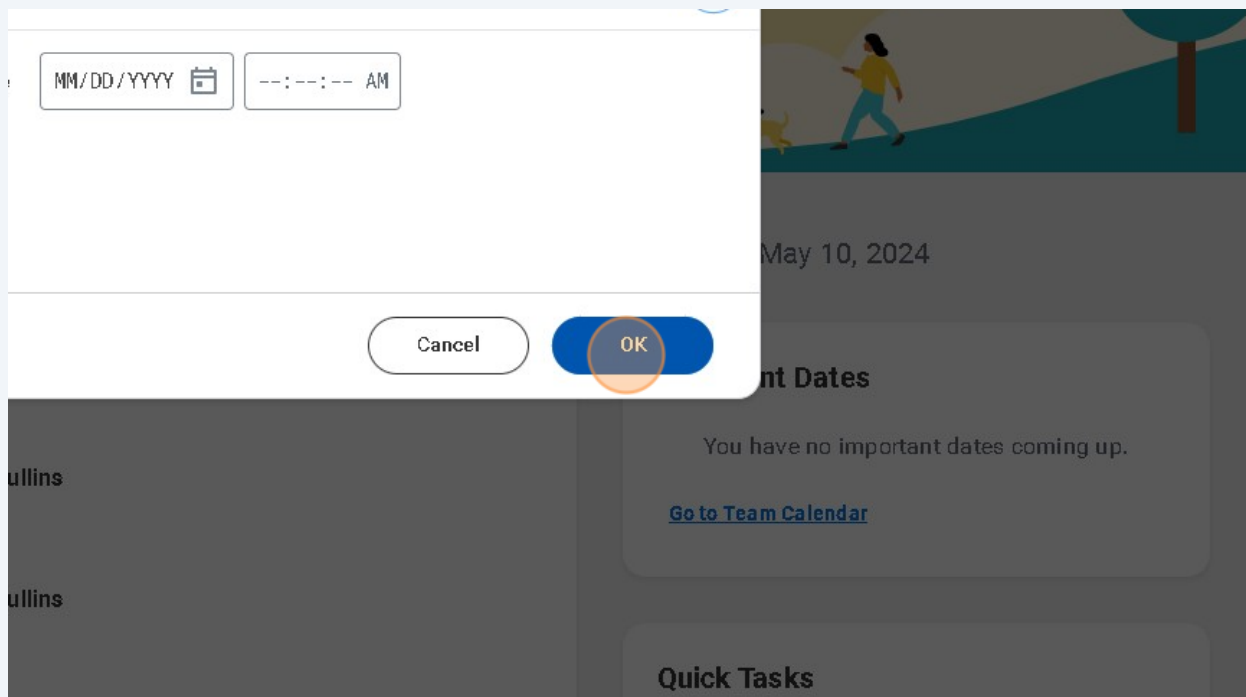 MM/DD/YYYY --:--:-- AM
May 10, 2024
Cancel OK
nt Dates
You have no important dates coming up.
ullins
Go to Team Calendar
ullins
Quick Tasks